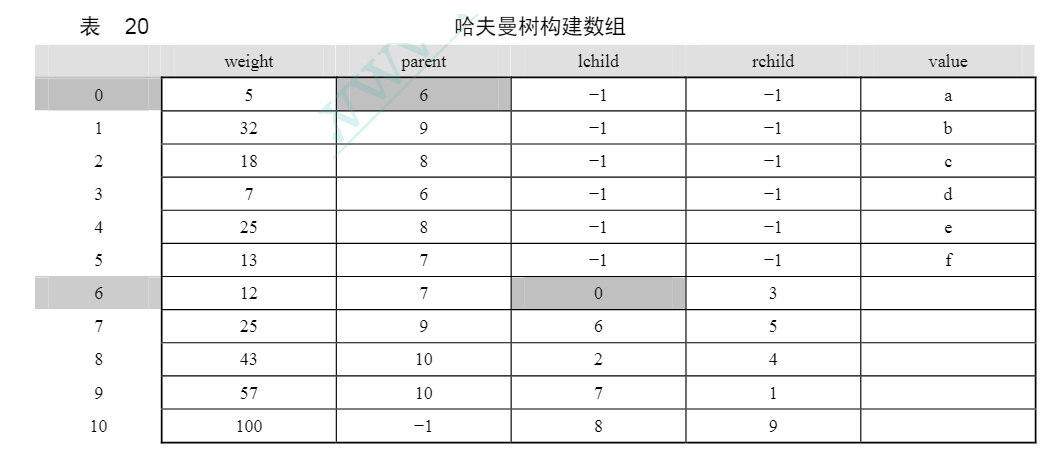 表 20 哈夫曼树构建数组
weight parent lchild rchild value
0 5 6 −1 −1 a
1 32 9 −1 −1 b
2 18 8 −1 −1 c
3 7 6 −1 −1 d
4 25 8 −1 −1 e
5 13 7 −1 −1 f
6 12 7 0 3
7 25 9 6 5
8 43 10 2 4
9 57 10 7 1
10 100 −1 8 9